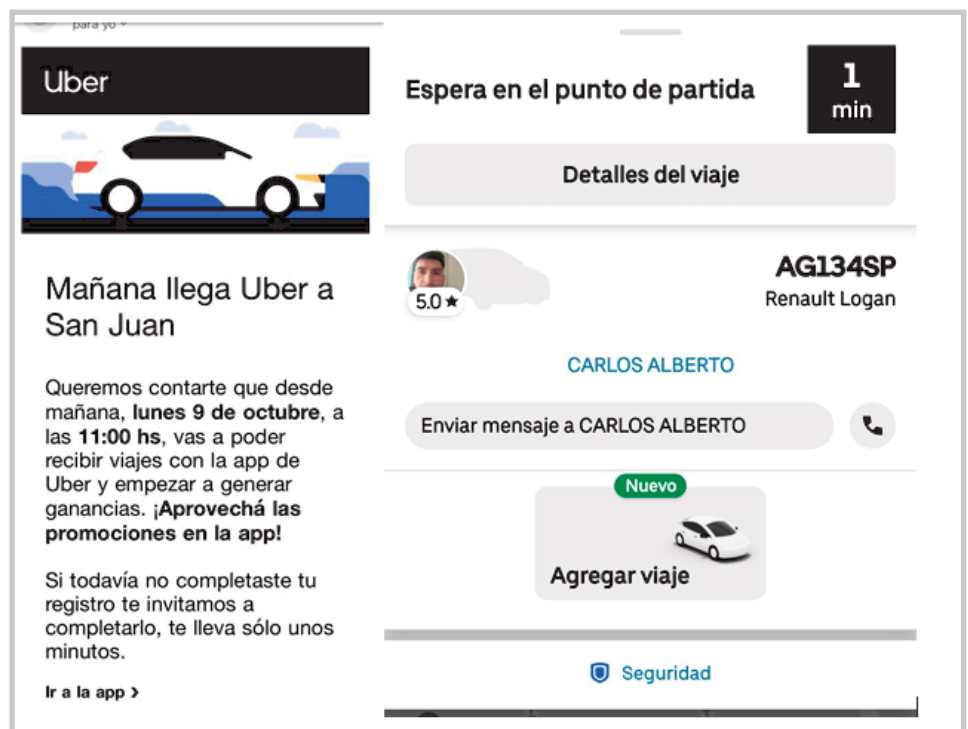 para yo
Uber
Mañana llega Uber a
San Juan
Queremos contarte que desde
mañana, lunes 9 de octubre, a
las 11:00 hs, vas a poder
recibir viajes con la app de
Uber y empezar a generar
ganancias. ¡Aprovechá las
promociones en la app!
Si todavía no completaste tu
registro te invitamos a
completarlo, te lleva sólo unos
minutos.
Ir a la app ›
Espera en el punto de partida
1
min
Detalles del viaje
5.0 ★
AG134SP
Renault Logan
CARLOS ALBERTO
Enviar mensaje a CARLOS ALBERTO
Nuevo
Agregar viaje
Seguridad